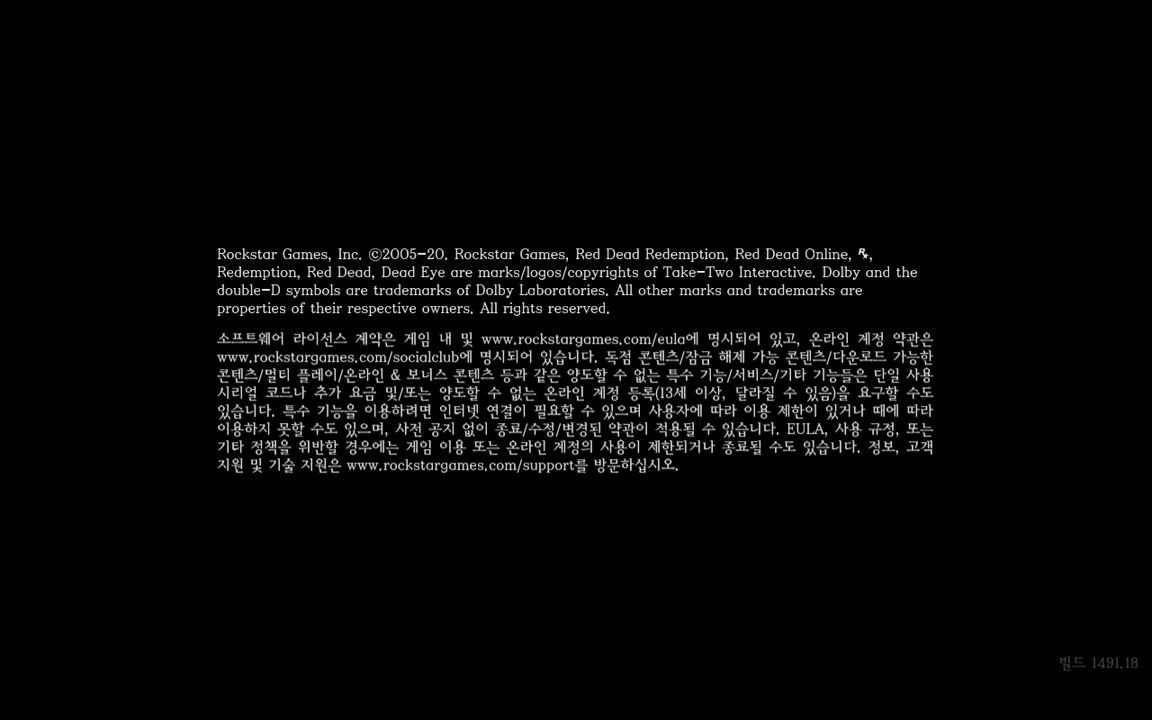 Rockstar Games, Inc. ©2005-20. Rockstar Games, Red Dead Redemption, Red Dead Online, R★,
Redemption, Red Dead, Dead Eye are marks/logos/copyrights of Take-Two Interactive. Dolby and the
double-D symbols are trademarks of Dolby Laboratories. All other marks and trademarks are
properties of their respective owners. All rights reserved.
소프트웨어 라이선스 계약은 게임 내 및 www.rockstargames.com/eula에 명시되어 있고, 온라인 계정 약관은
www.rockstargames.com/socialclub에 명시되어 있습니다. 독점 콘텐츠/잠금 해제 가능 콘텐츠/다운로드 가능한
콘텐츠/멀티 플레이/온라인 & 보너스 콘텐츠 등과 같은 양도할 수 없는 특수 기능/서비스/기타 기능들은 단일 사용
시리얼 코드나 추가 요금 및/또는 양도할 수 없는 온라인 계정 등록(13세 이상, 달라질 수 있음)을 요구할 수도
있습니다. 특수 기능을 이용하려면 인터넷 연결이 필요할 수 있으며 사용자에 따라 이용 제한이 있거나 때에 따라
이용하지 못할 수도 있으며, 사전 공지 없이 종료/수정/변경된 약관이 적용될 수 있습니다. EULA, 사용 규정, 또는
기타 정책을 위반할 경우에는 게임 이용 또는 온라인 계정의 사용이 제한되거나 종료될 수도 있습니다. 정보, 고객
지원 및 기술 지원은 www.rockstargames.com/support를 방문하십시오.
빌드 1491.18